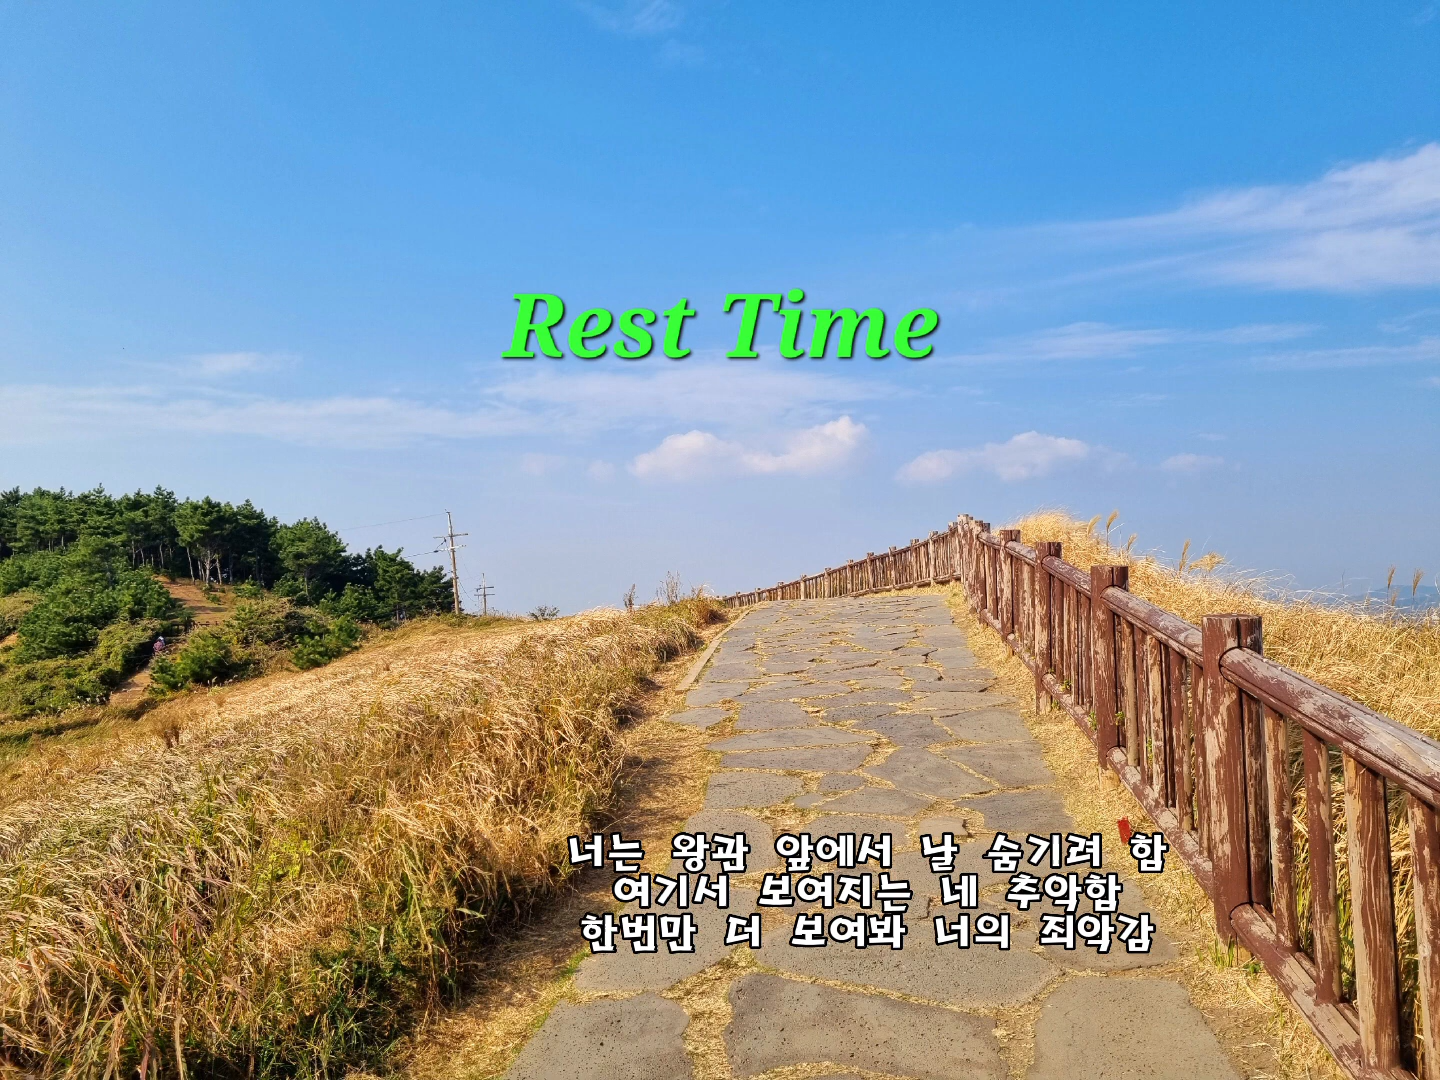 Rest Time
너는 왕관 앞에서 날 숨기려 함
여기서 보여지는 네 추악함
한번만 더 보여봐 너의 죄악감